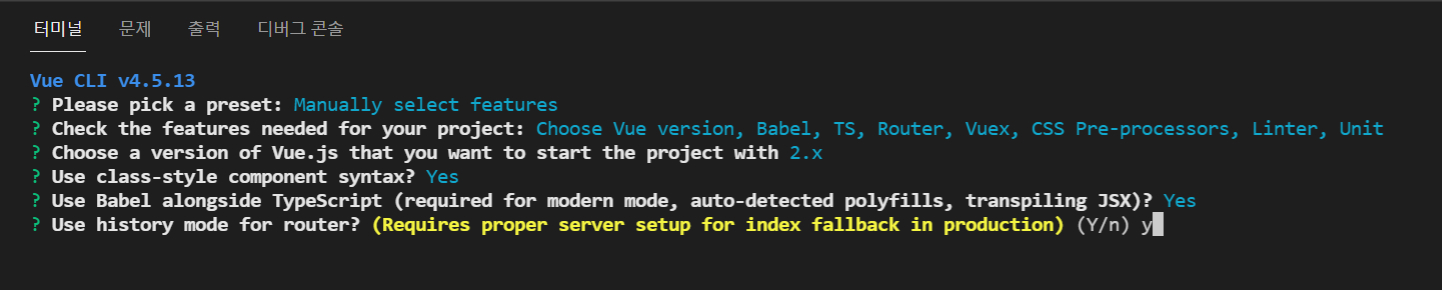 터미널 문제 출력 디버그 콘솔
Vue CLI v4.5.13
? Please pick a preset: Manually select features
? Check the features needed for your project: Choose Vue version, Babel, TS, Router, Vuex, CSS Pre-processors, Linter, Unit
? Choose a version of Vue.js that you want to start the project with 2.x
? Use class-style component syntax? Yes
? Use Babel alongside TypeScript (required for modern mode, auto-detected polyfills, transpiling JSX)? Yes
? Use history mode for router? (Requires proper server setup for index fallback in production) (Y/n) y